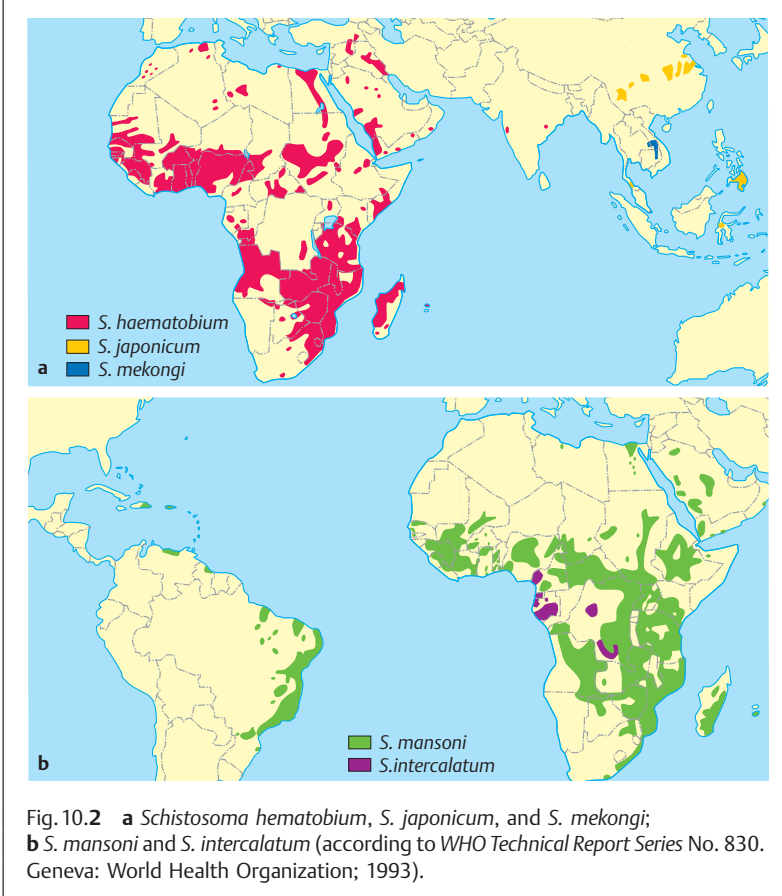 S. haematobium
S. japonicum
a S. mekongi
S. mansoni
b S.intercalatum
Fig. 10.2 a Schistosoma hematobium, S. japonicum, and S. mekongi;
b S. mansoni and S. intercalatum (according to WHO Technical Report Series No. 830.
Geneva: World Health Organization; 1993).